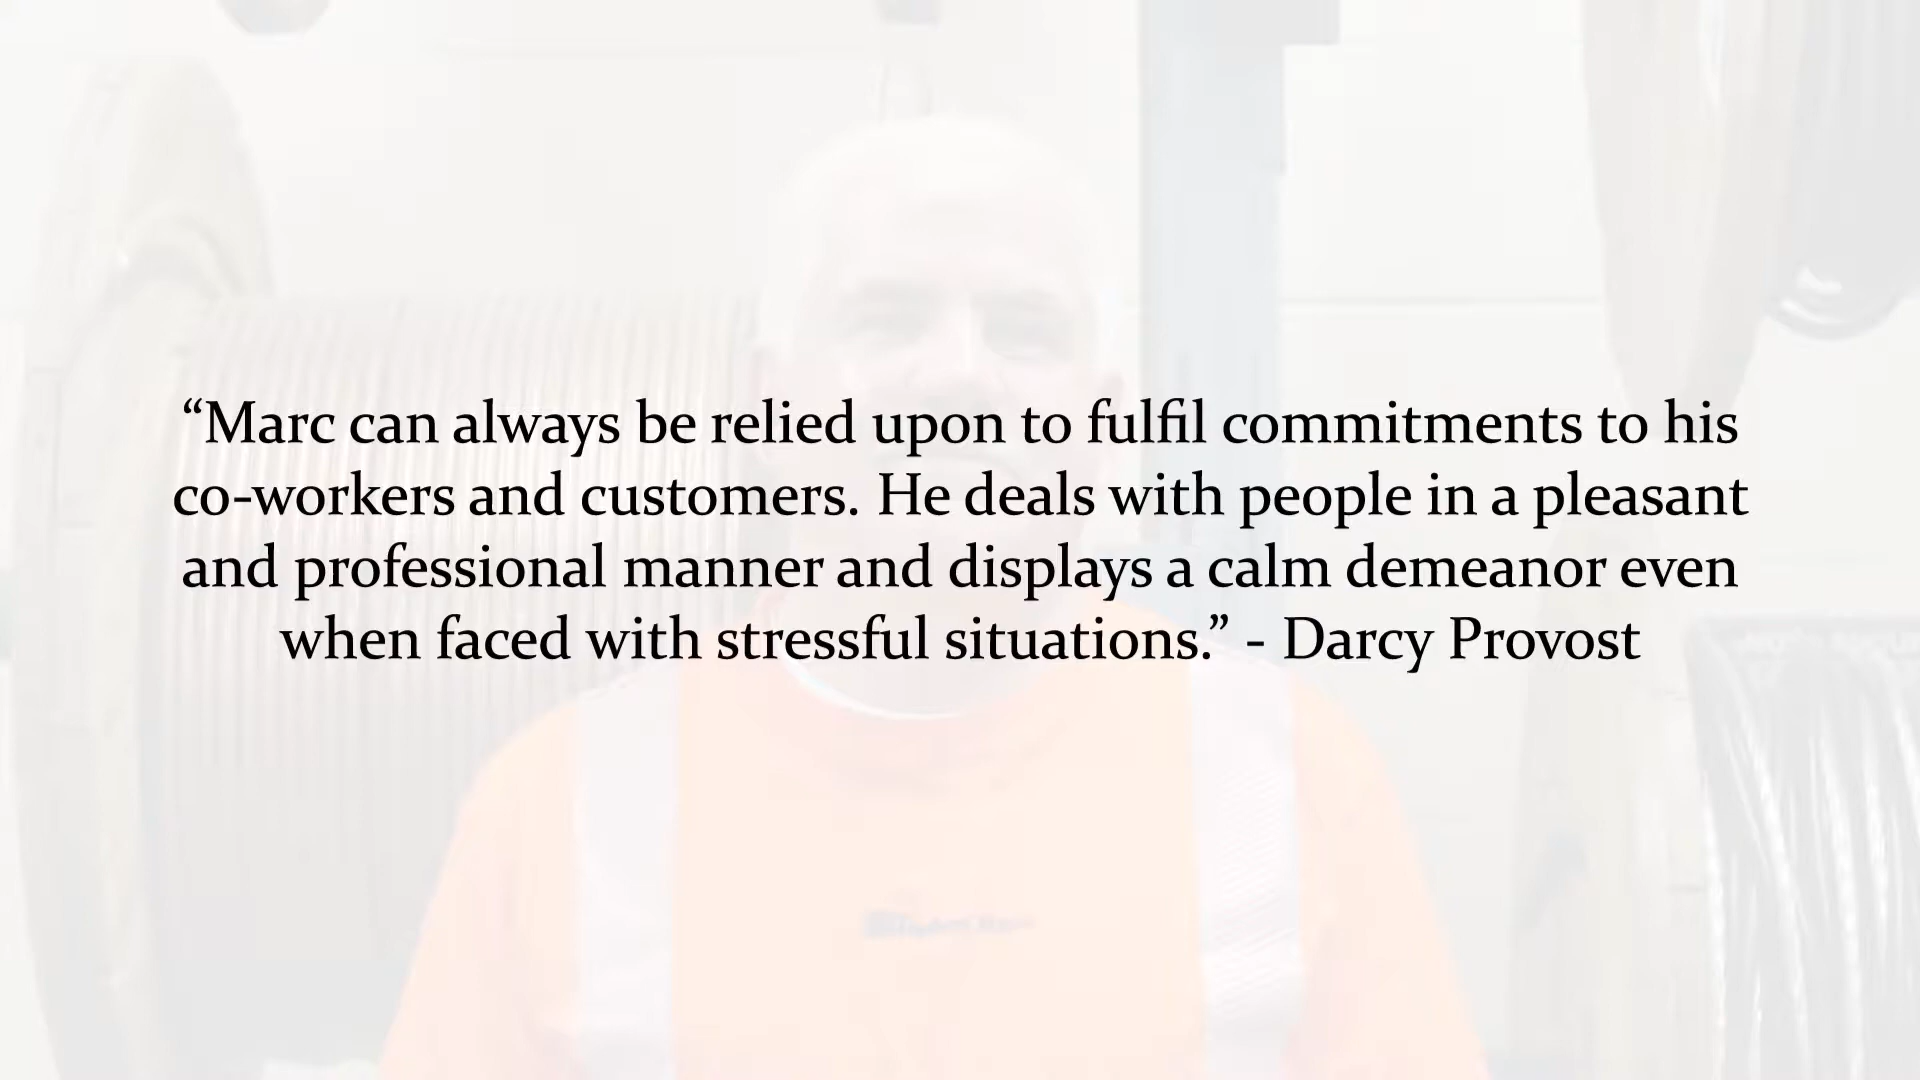 “Marc can always be relied upon to fulfil commitments to his
co-workers and customers. He deals with people in a pleasant
and professional manner and displays a calm demeanor even
when faced with stressful situations.” - Darcy Provost